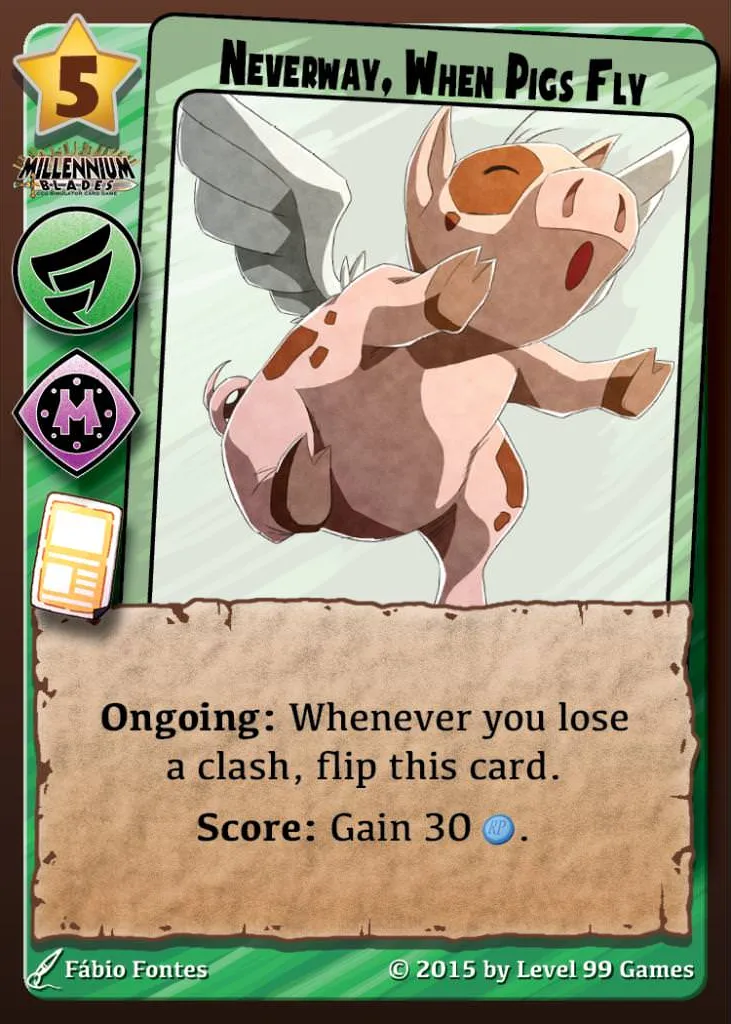 5
NEVERWAY, WHEN PIGS FLY
MILLENNIUM
BLADES
M
Ongoing: Whenever you lose
a clash, flip this card.
Score: Gain 30 RP.
Fábio Fontes
© 2015 by Level 99 Games